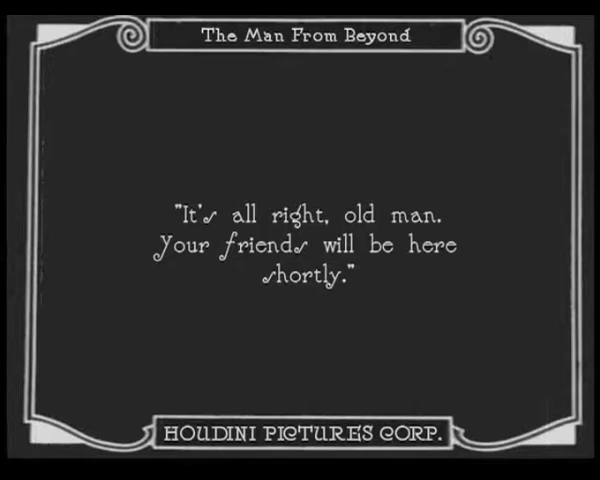 The Man From Beyond
"It's all right, old man.
Your friends will be here
shortly."
HOUDINI PICTURES CORP.